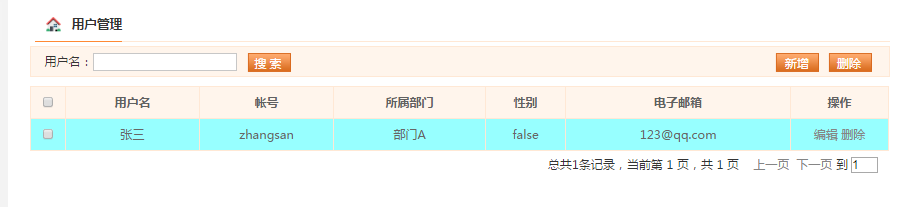 用户管理
用户名： 搜 索 新增 删除
用户名 帐号 所属部门 性别 电子邮箱 操作
张三 zhangsan 部门A false 123@qq.com 编辑 删除
总共1条记录，当前第 1 页，共 1 页 上一页 下一页 到 1